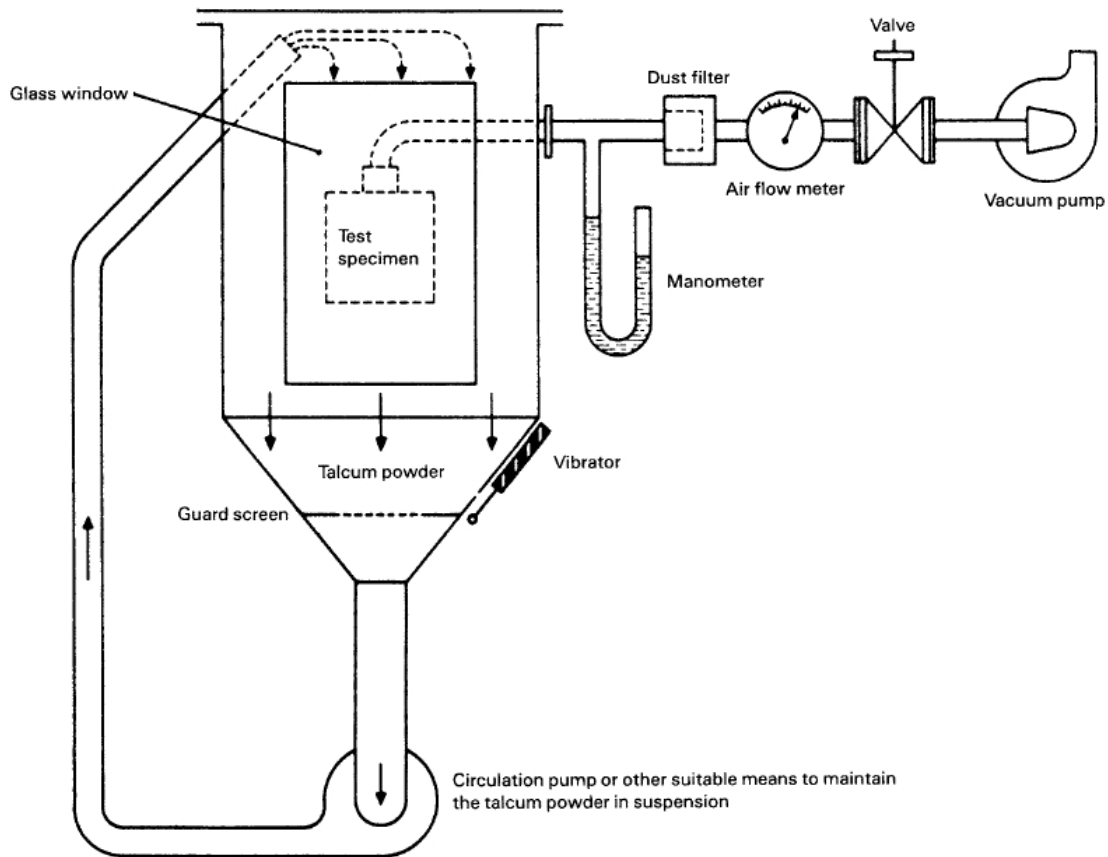 Valve
Dust filter
Glass window
Air flow meter
Vacuum pump
Test
specimen
Manometer
Talcum powder
Vibrator
Guard screen
Circulation pump or other suitable means to maintain
the talcum powder in suspension